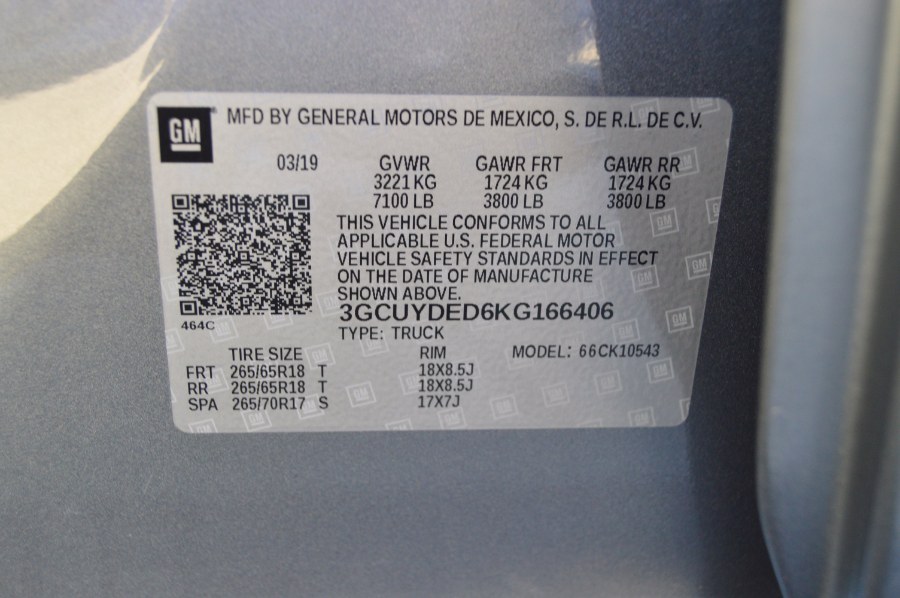 GM MFD BY GENERAL MOTORS DE MEXICO, S. DE R.L. DE C.V.
03/19 GVWR GAWR FRT GAWR RR
3221 KG 1724 KG 1724 KG
7100 LB 3800 LB 3800 LB
THIS VEHICLE CONFORMS TO ALL
APPLICABLE U.S. FEDERAL MOTOR
VEHICLE SAFETY STANDARDS IN EFFECT
ON THE DATE OF MANUFACTURE
SHOWN ABOVE.
3GCUYDED6KG166406
464C
TYPE: TRUCK
TIRE SIZE RIM MODEL: 66CK10543
FRT 265/65R18 T 18X8.5J
RR 265/65R18 T 18X8.5J
SPA 265/70R17 S 17X7J